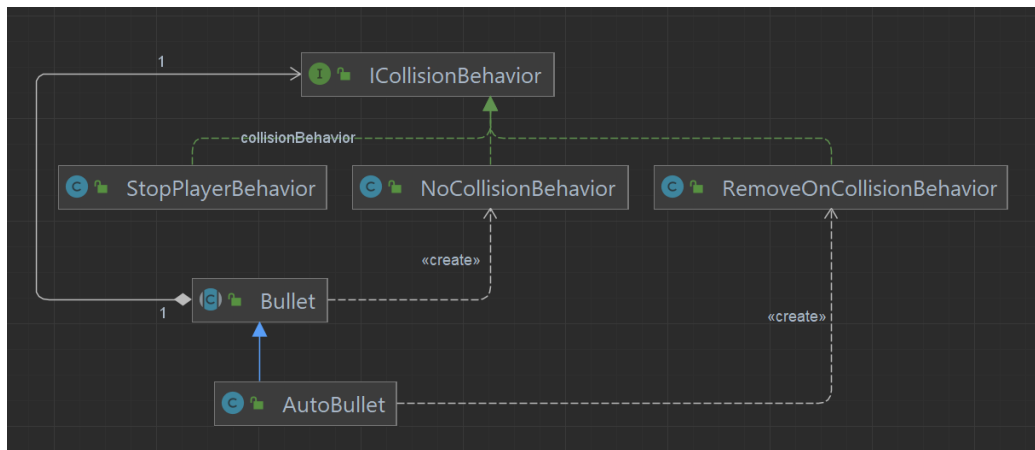 1
I ICollisionBehavior
collisionBehavior
C StopPlayerBehavior
C NoCollisionBehavior
C RemoveOnCollisionBehavior
«create»
C Bullet
1
«create»
C AutoBullet